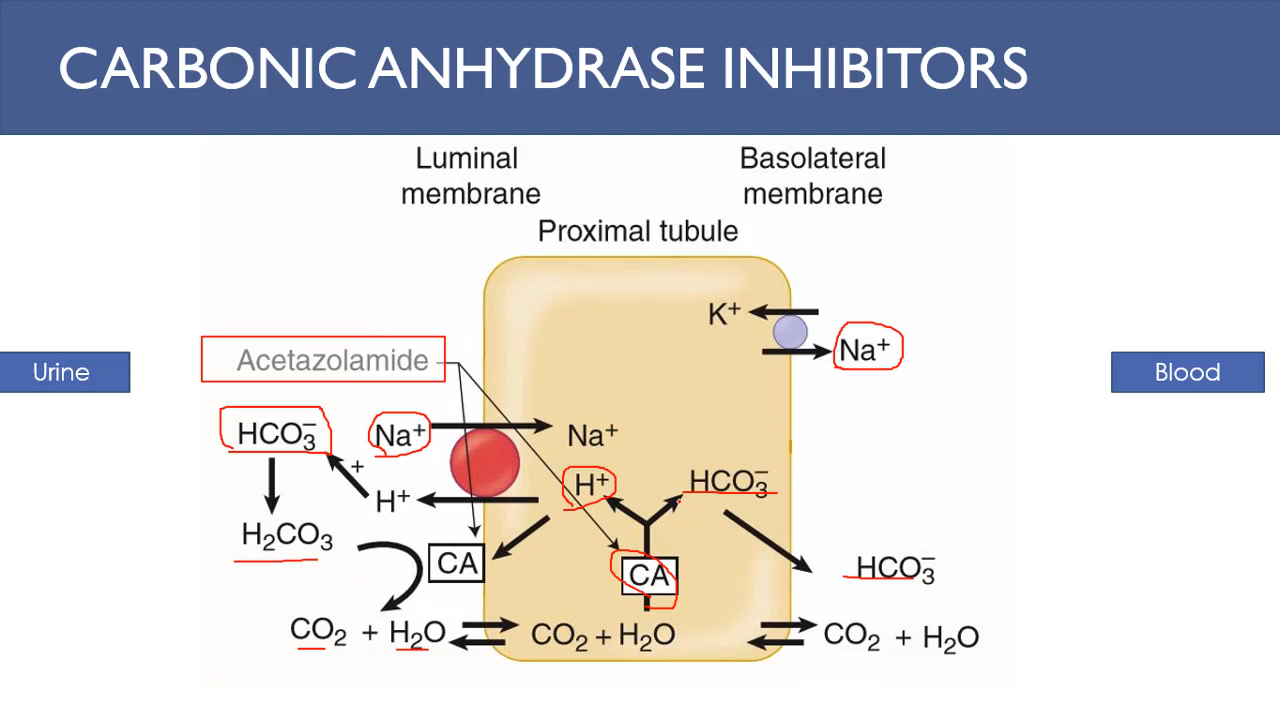 CARBONIC ANHYDRASE INHIBITORS
Luminal
membrane
Basolateral
membrane
Proximal tubule
K⁺
Na⁺
Acetazolamide
Urine
Blood
HCO₃⁻
Na⁺
Na⁺
+
H⁺
H⁺
HCO₃⁻
H₂CO₃
CA
CA
HCO₃⁻
CO₂ + H₂O
CO₂ + H₂O
CO₂ + H₂O